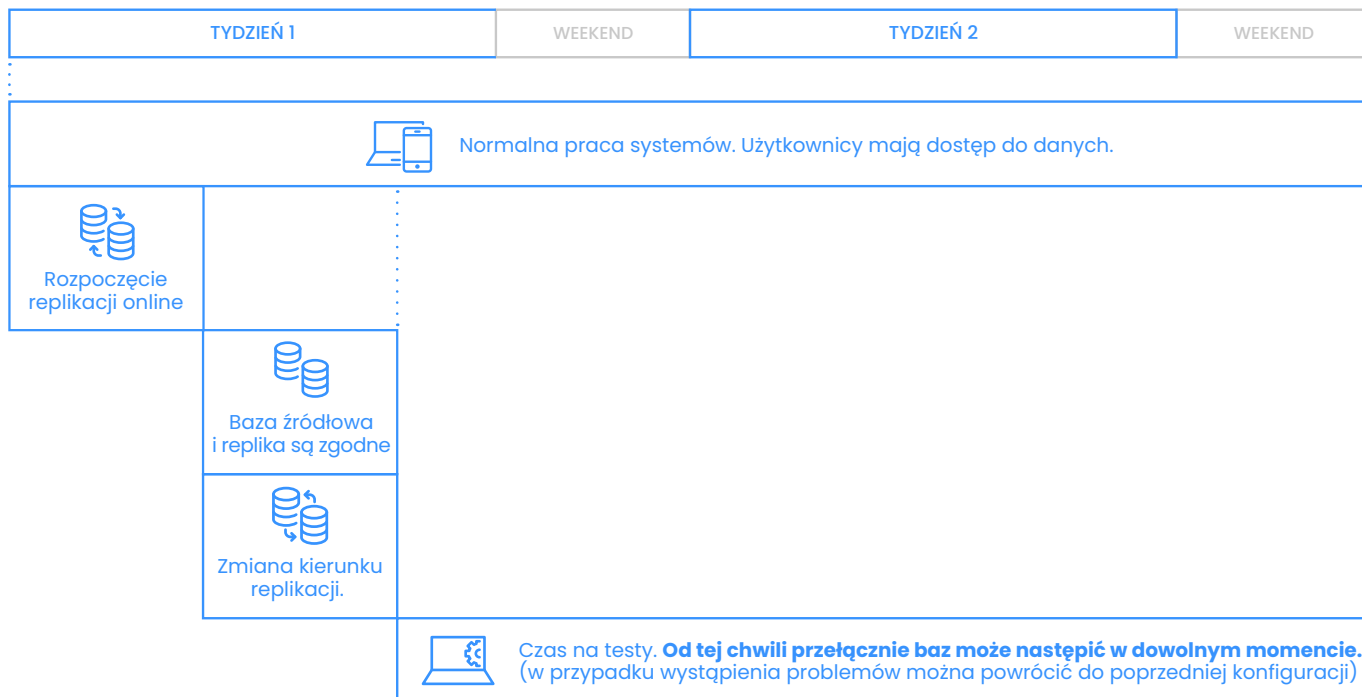 TYDZIEŃ 1
WEEKEND
TYDZIEŃ 2
WEEKEND
Normalna praca systemów. Użytkownicy mają dostęp do danych.
Rozpoczęcie
replikacji online
Baza źródłowa
i replika są zgodne
Zmiana kierunku
replikacji.
Czas na testy. Od tej chwili przełącznie baz może nastąpić w dowolnym momencie.
(w przypadku wystąpienia problemów można powrócić do poprzedniej konfiguracji)